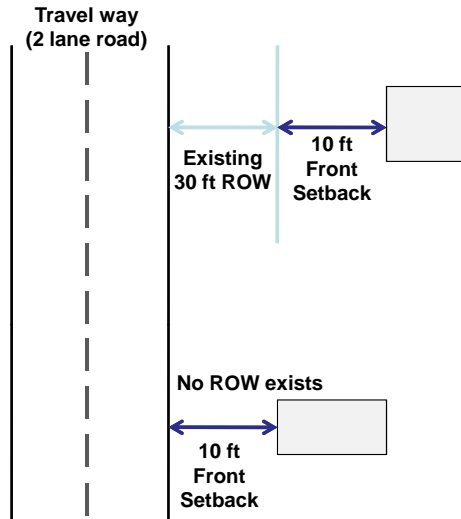 Travel way
(2 lane road)
Existing
30 ft ROW
10 ft
Front
Setback
No ROW exists
10 ft
Front
Setback